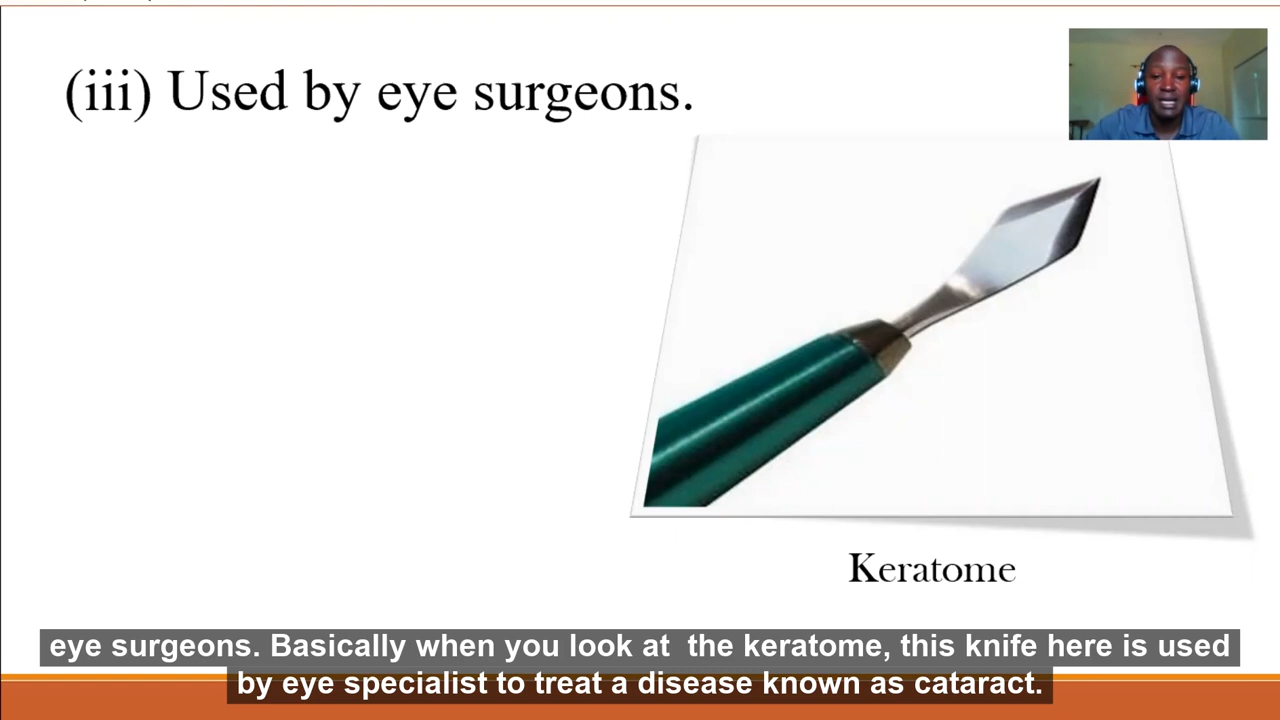 (iii) Used by eye surgeons.
Keratome
eye surgeons. Basically when you look at  the keratome, this knife here is used
by eye specialist to treat a disease known as cataract.